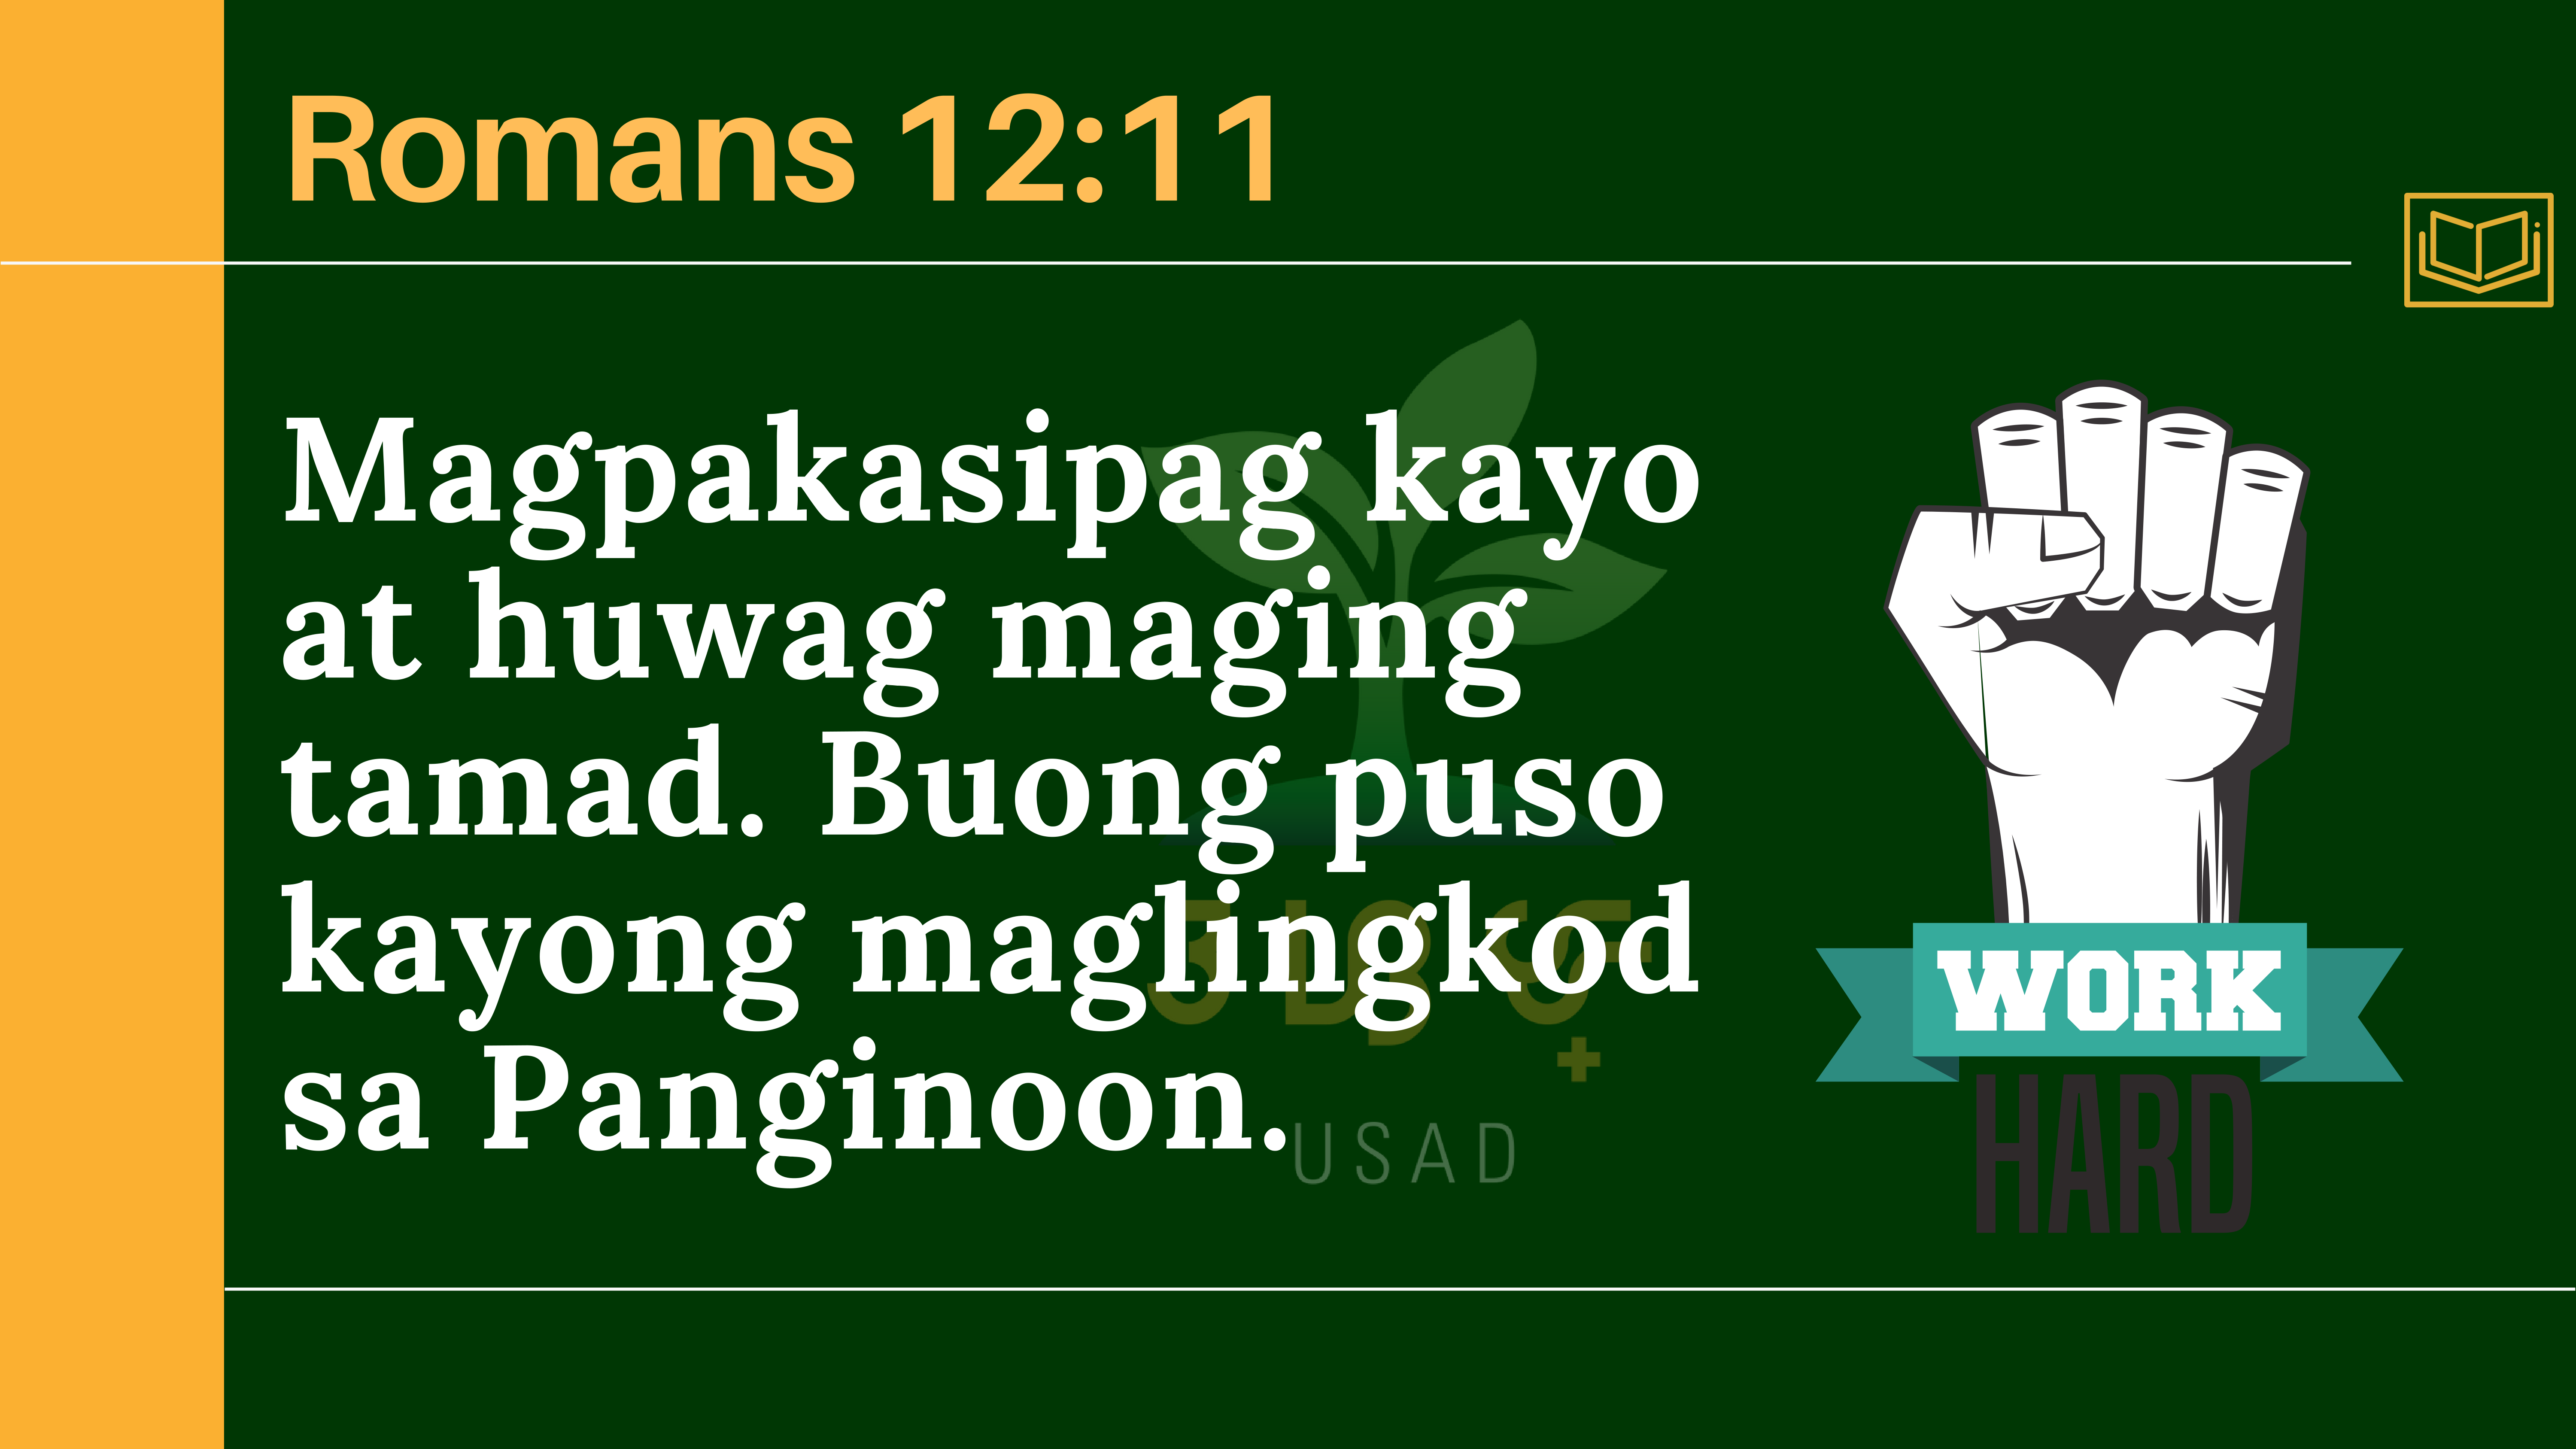 Romans 12:11
Magpakasipag kayo
at huwag maging
tamad. Buong puso
kayong maglingkod
sa Panginoon.
USAD
WORK
HARD